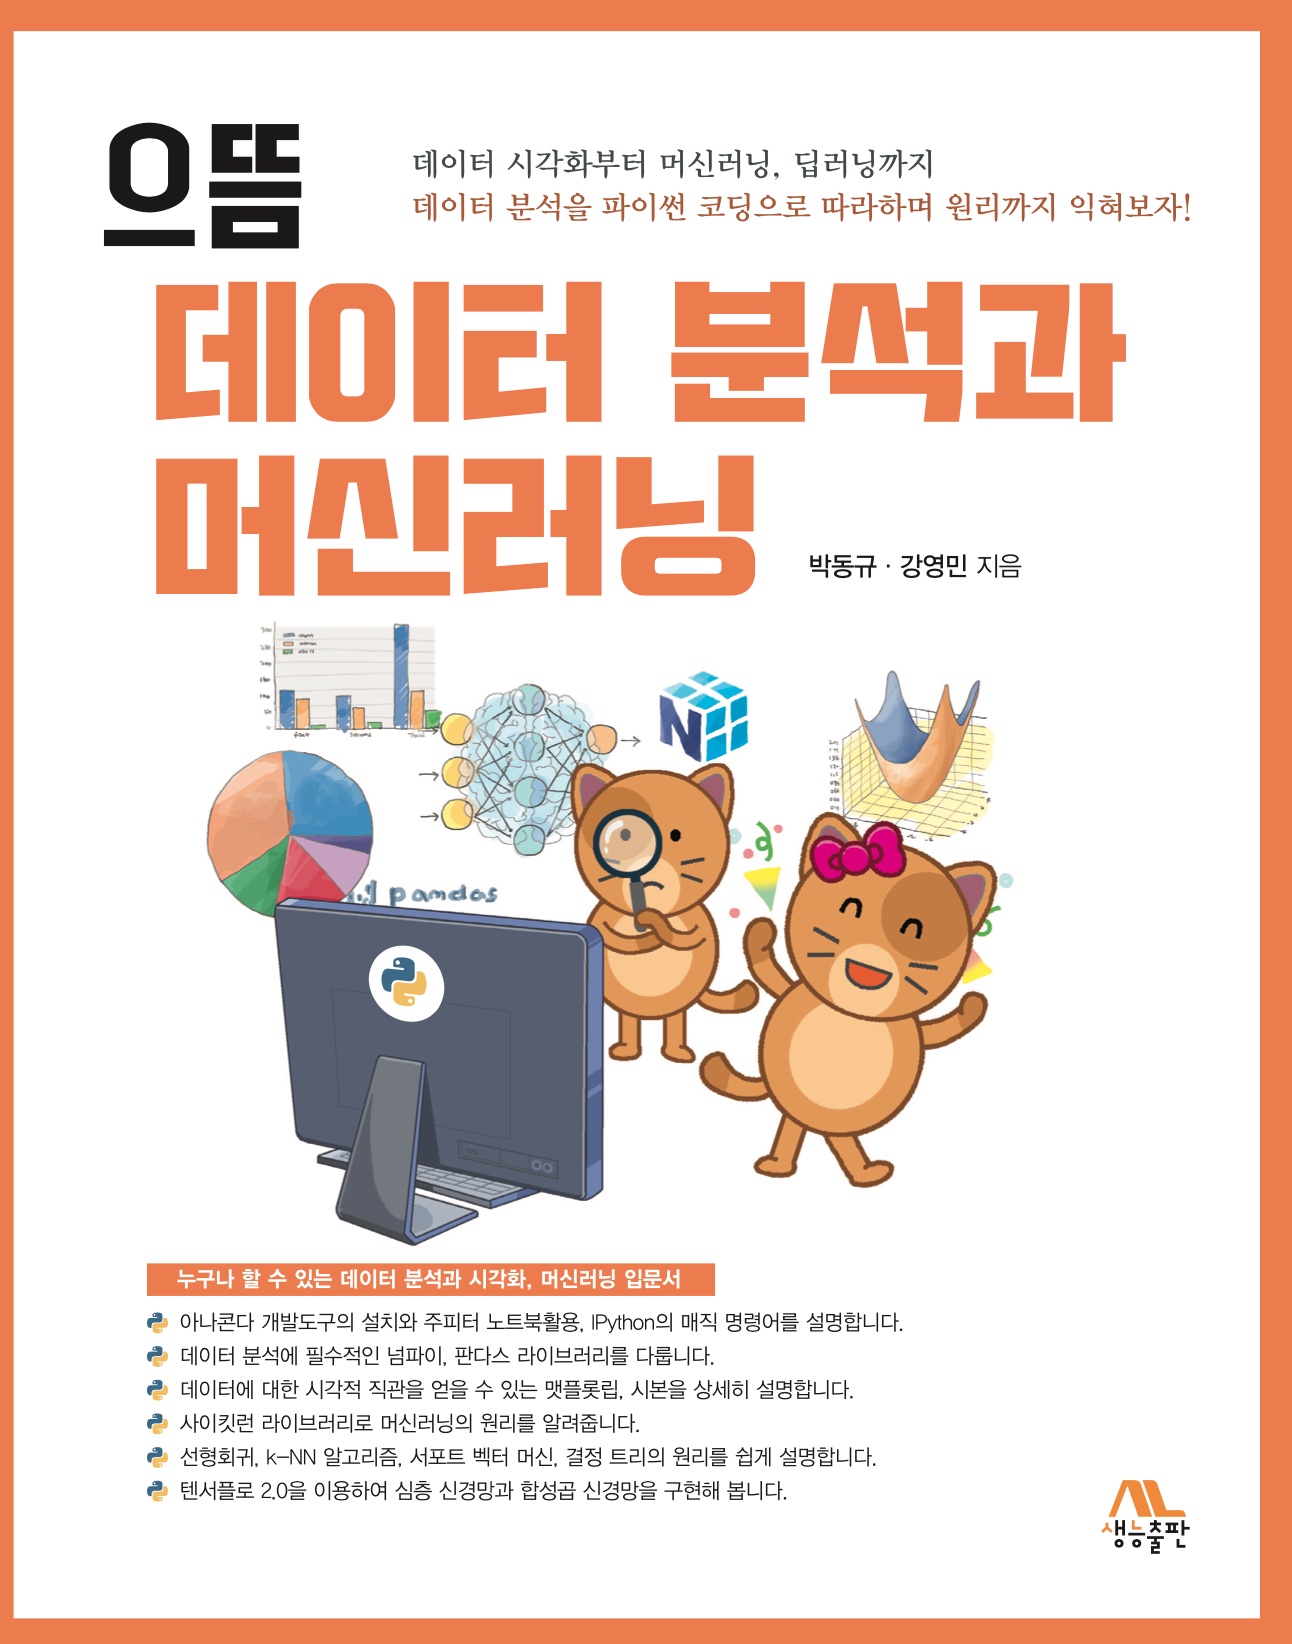 으뜸
데이터 시각화부터 머신러닝, 딥러닝까지
데이터 분석을 파이썬 코딩으로 따라하며 원리까지 익혀보자!
데이터 분석과
머신러닝
박동규 · 강영민 지음
N
pandas
누구나 할 수 있는 데이터 분석과 시각화, 머신러닝 입문서
아나콘다 개발도구의 설치와 주피터 노트북활용, IPython의 매직 명령어를 설명합니다.
데이터 분석에 필수적인 넘파이, 판다스 라이브러리를 다룹니다.
데이터에 대한 시각적 직관을 얻을 수 있는 맷플롯립, 시본을 상세히 설명합니다.
사이킷런 라이브러리로 머신러닝의 원리를 알려줍니다.
선형회귀, k-NN 알고리즘, 서포트 벡터 머신, 결정 트리의 원리를 쉽게 설명합니다.
텐서플로 2.0을 이용하여 심층 신경망과 합성곱 신경망을 구현해 봅니다.
생능출판